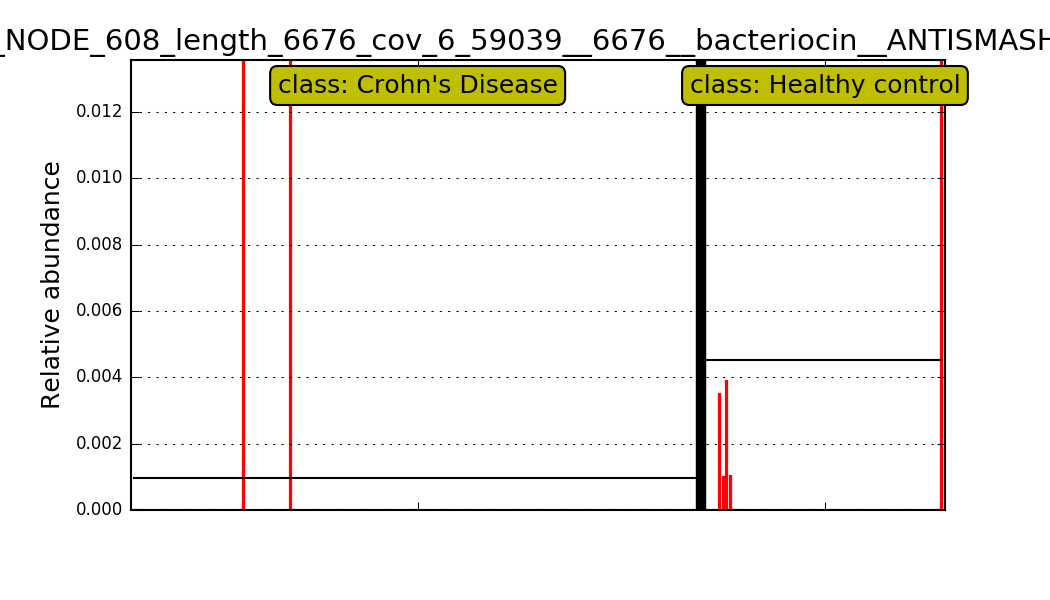 _NODE_608_length_6676_cov_6_59039__6676__bacteriocin__ANTISMASH
class: Crohn's Disease
class: Healthy control
Relative abundance
0.012
0.010
0.008
0.006
0.004
0.002
0.000